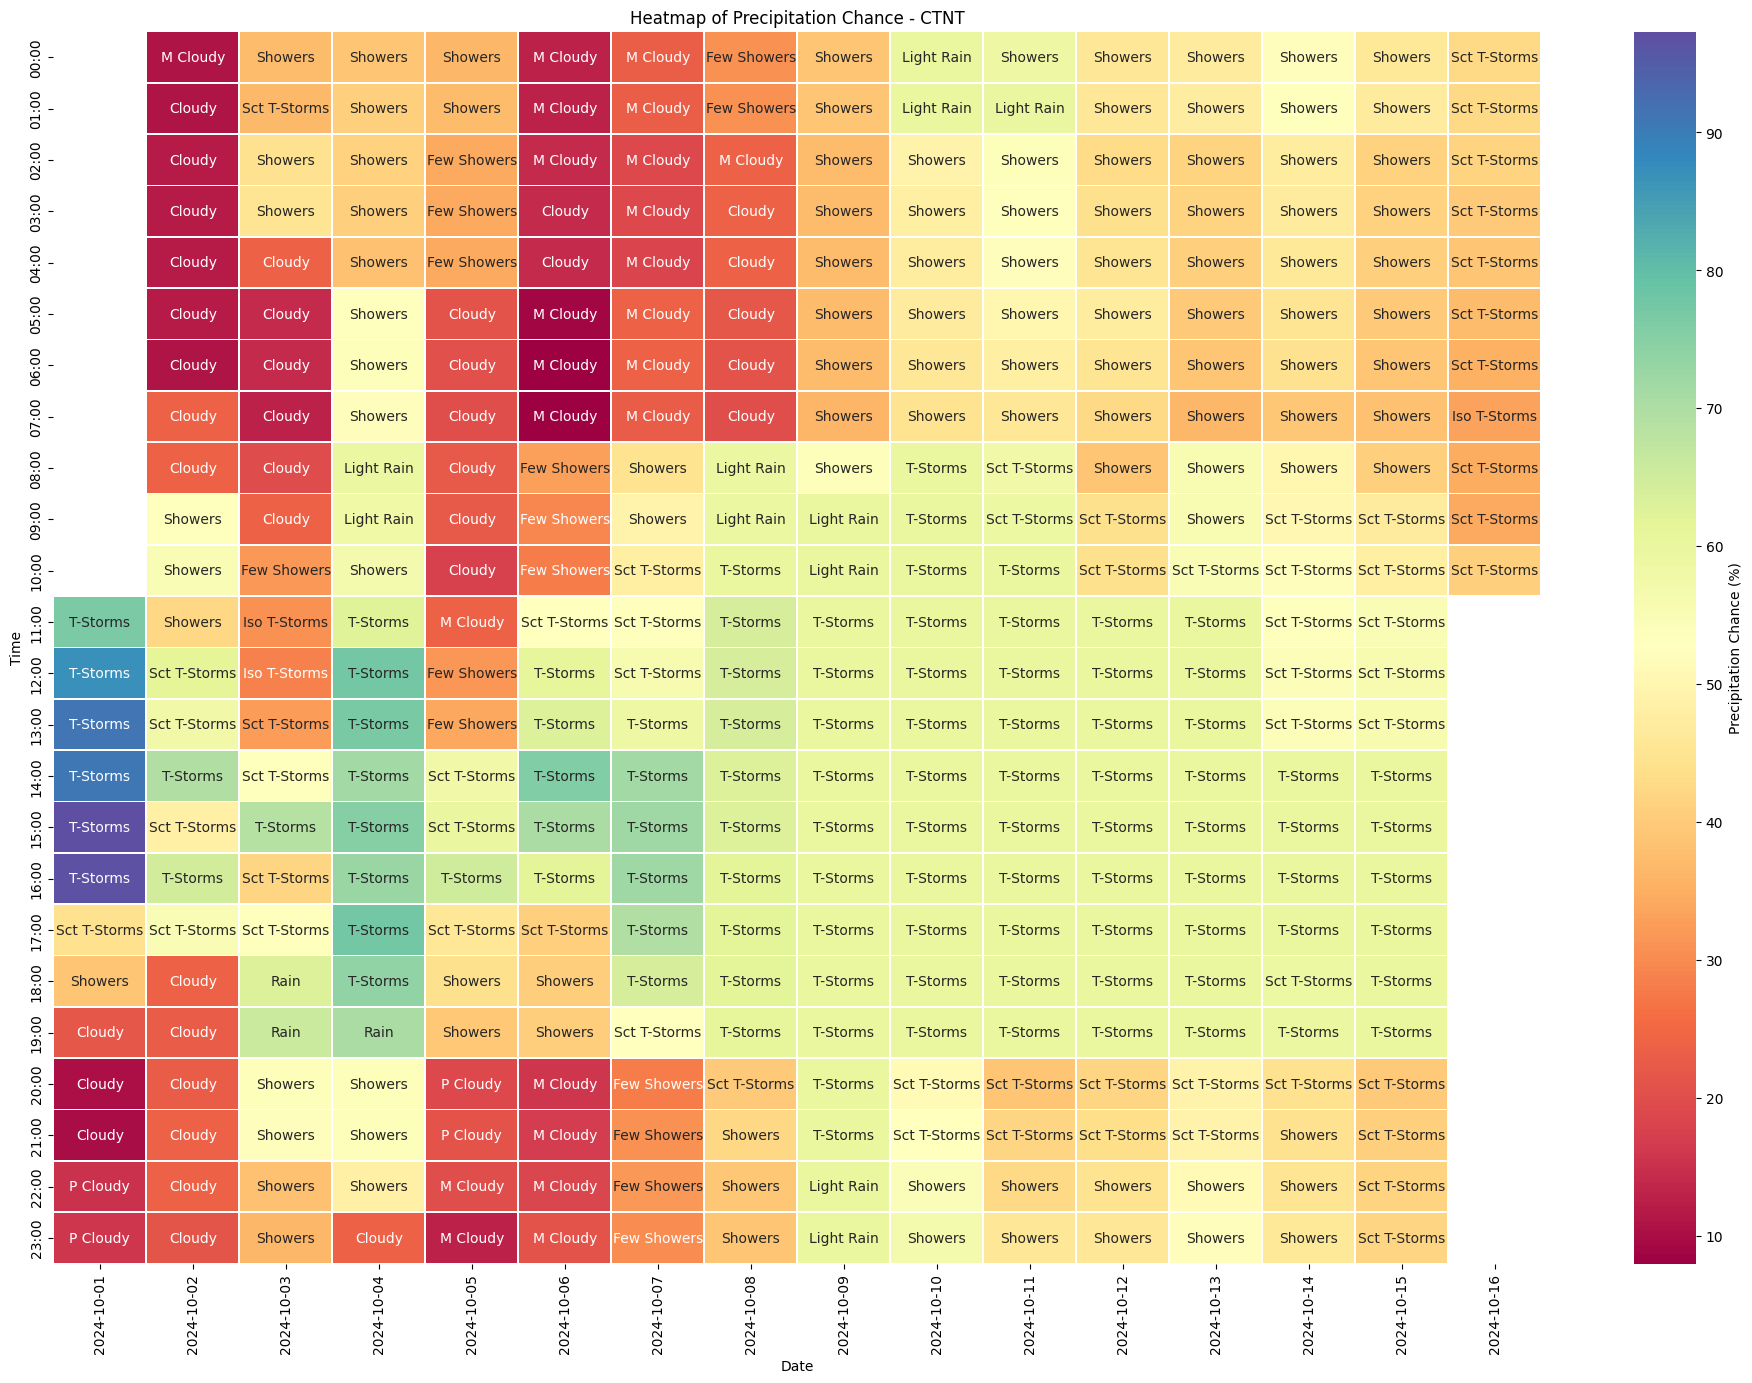 Heatmap of Precipitation Chance - CTNT
00:00 M Cloudy Showers Showers Showers M Cloudy M Cloudy Few Showers Showers Light Rain Showers Showers Showers Showers Showers Sct T-Storms
01:00 Cloudy Sct T-Storms Showers Showers M Cloudy M Cloudy Few Showers Showers Light Rain Light Rain Showers Showers Showers Showers Sct T-Storms
02:00 Cloudy Showers Showers Few Showers M Cloudy M Cloudy M Cloudy Showers Showers Showers Showers Showers Showers Showers Sct T-Storms
03:00 Cloudy Showers Showers Few Showers Cloudy M Cloudy Cloudy Showers Showers Showers Showers Showers Showers Showers Sct T-Storms
04:00 Cloudy Cloudy Showers Few Showers Cloudy M Cloudy Cloudy Showers Showers Showers Showers Showers Showers Showers Sct T-Storms
05:00 Cloudy Cloudy Showers Cloudy M Cloudy M Cloudy Cloudy Showers Showers Showers Showers Showers Showers Showers Sct T-Storms
06:00 Cloudy Cloudy Showers Cloudy M Cloudy M Cloudy Cloudy Showers Showers Showers Showers Showers Showers Showers Sct T-Storms
07:00 Cloudy Cloudy Showers Cloudy M Cloudy M Cloudy Cloudy Showers Showers Showers Showers Showers Showers Showers Iso T-Storms
08:00 Cloudy Cloudy Light Rain Cloudy Few Showers Showers Light Rain Showers T-Storms Sct T-Storms Showers Showers Showers Showers Sct T-Storms
09:00 Showers Cloudy Light Rain Cloudy Few Showers Showers Light Rain Light Rain T-Storms Sct T-Storms Sct T-Storms Showers Sct T-Storms Sct T-Storms Sct T-Storms
10:00 Showers Few Showers Showers Cloudy Few Showers Sct T-Storms T-Storms Light Rain T-Storms T-Storms Sct T-Storms Sct T-Storms Sct T-Storms Sct T-Storms Sct T-Storms
11:00 T-Storms Showers Iso T-Storms T-Storms M Cloudy Sct T-Storms Sct T-Storms T-Storms T-Storms T-Storms T-Storms T-Storms T-Storms Sct T-Storms Sct T-Storms
12:00 T-Storms Sct T-Storms Iso T-Storms T-Storms Few Showers T-Storms Sct T-Storms T-Storms T-Storms T-Storms T-Storms T-Storms T-Storms Sct T-Storms Sct T-Storms
13:00 T-Storms Sct T-Storms Sct T-Storms T-Storms Few Showers T-Storms T-Storms T-Storms T-Storms T-Storms T-Storms T-Storms T-Storms Sct T-Storms Sct T-Storms
14:00 T-Storms T-Storms Sct T-Storms T-Storms Sct T-Storms T-Storms T-Storms T-Storms T-Storms T-Storms T-Storms T-Storms T-Storms T-Storms T-Storms
15:00 T-Storms Sct T-Storms T-Storms T-Storms Sct T-Storms T-Storms T-Storms T-Storms T-Storms T-Storms T-Storms T-Storms T-Storms T-Storms T-Storms
16:00 T-Storms T-Storms Sct T-Storms T-Storms T-Storms T-Storms T-Storms T-Storms T-Storms T-Storms T-Storms T-Storms T-Storms T-Storms T-Storms
17:00 Sct T-Storms Sct T-Storms Sct T-Storms T-Storms Sct T-Storms Sct T-Storms T-Storms T-Storms T-Storms T-Storms T-Storms T-Storms T-Storms T-Storms T-Storms
18:00 Showers Cloudy Rain T-Storms Showers Showers T-Storms T-Storms T-Storms T-Storms T-Storms T-Storms T-Storms Sct T-Storms T-Storms
19:00 Cloudy Cloudy Rain Rain Showers Showers Sct T-Storms T-Storms T-Storms T-Storms T-Storms T-Storms T-Storms T-Storms T-Storms
20:00 Cloudy Cloudy Showers Showers P Cloudy M Cloudy Few Showers Sct T-Storms T-Storms Sct T-Storms Sct T-Storms Sct T-Storms Sct T-Storms Sct T-Storms Sct T-Storms
21:00 Cloudy Cloudy Showers Showers P Cloudy M Cloudy Few Showers Showers T-Storms Sct T-Storms Sct T-Storms Sct T-Storms Sct T-Storms Showers Sct T-Storms
22:00 P Cloudy Cloudy Showers Showers M Cloudy M Cloudy Few Showers Showers Light Rain Showers Showers Showers Showers Showers Sct T-Storms
23:00 P Cloudy Cloudy Showers Cloudy M Cloudy M Cloudy Few Showers Showers Light Rain Showers Showers Showers Showers Showers Sct T-Storms
Time
2024-10-01 2024-10-02 2024-10-03 2024-10-04 2024-10-05 2024-10-06 2024-10-07 2024-10-08 2024-10-09 2024-10-10 2024-10-11 2024-10-12 2024-10-13 2024-10-14 2024-10-15 2024-10-16
Date
90
80
70
60
50
40
30
20
10
Precipitation Chance (%)